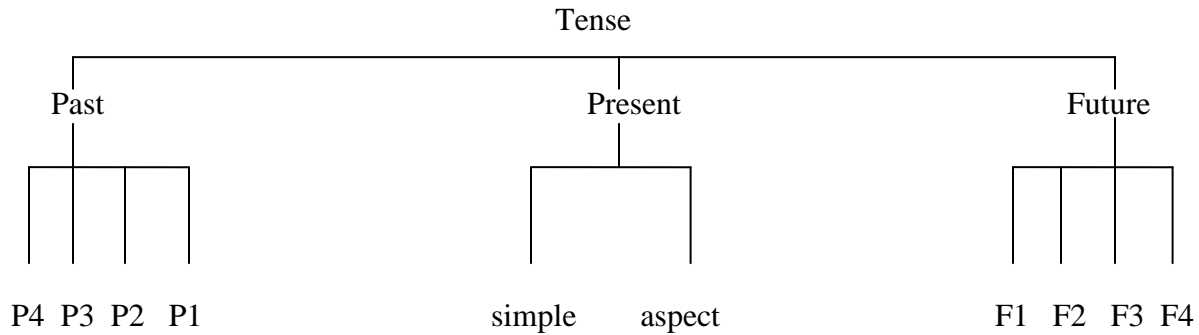 Tense
Past Present Future
P4 P3 P2 P1 simple aspect F1 F2 F3 F4